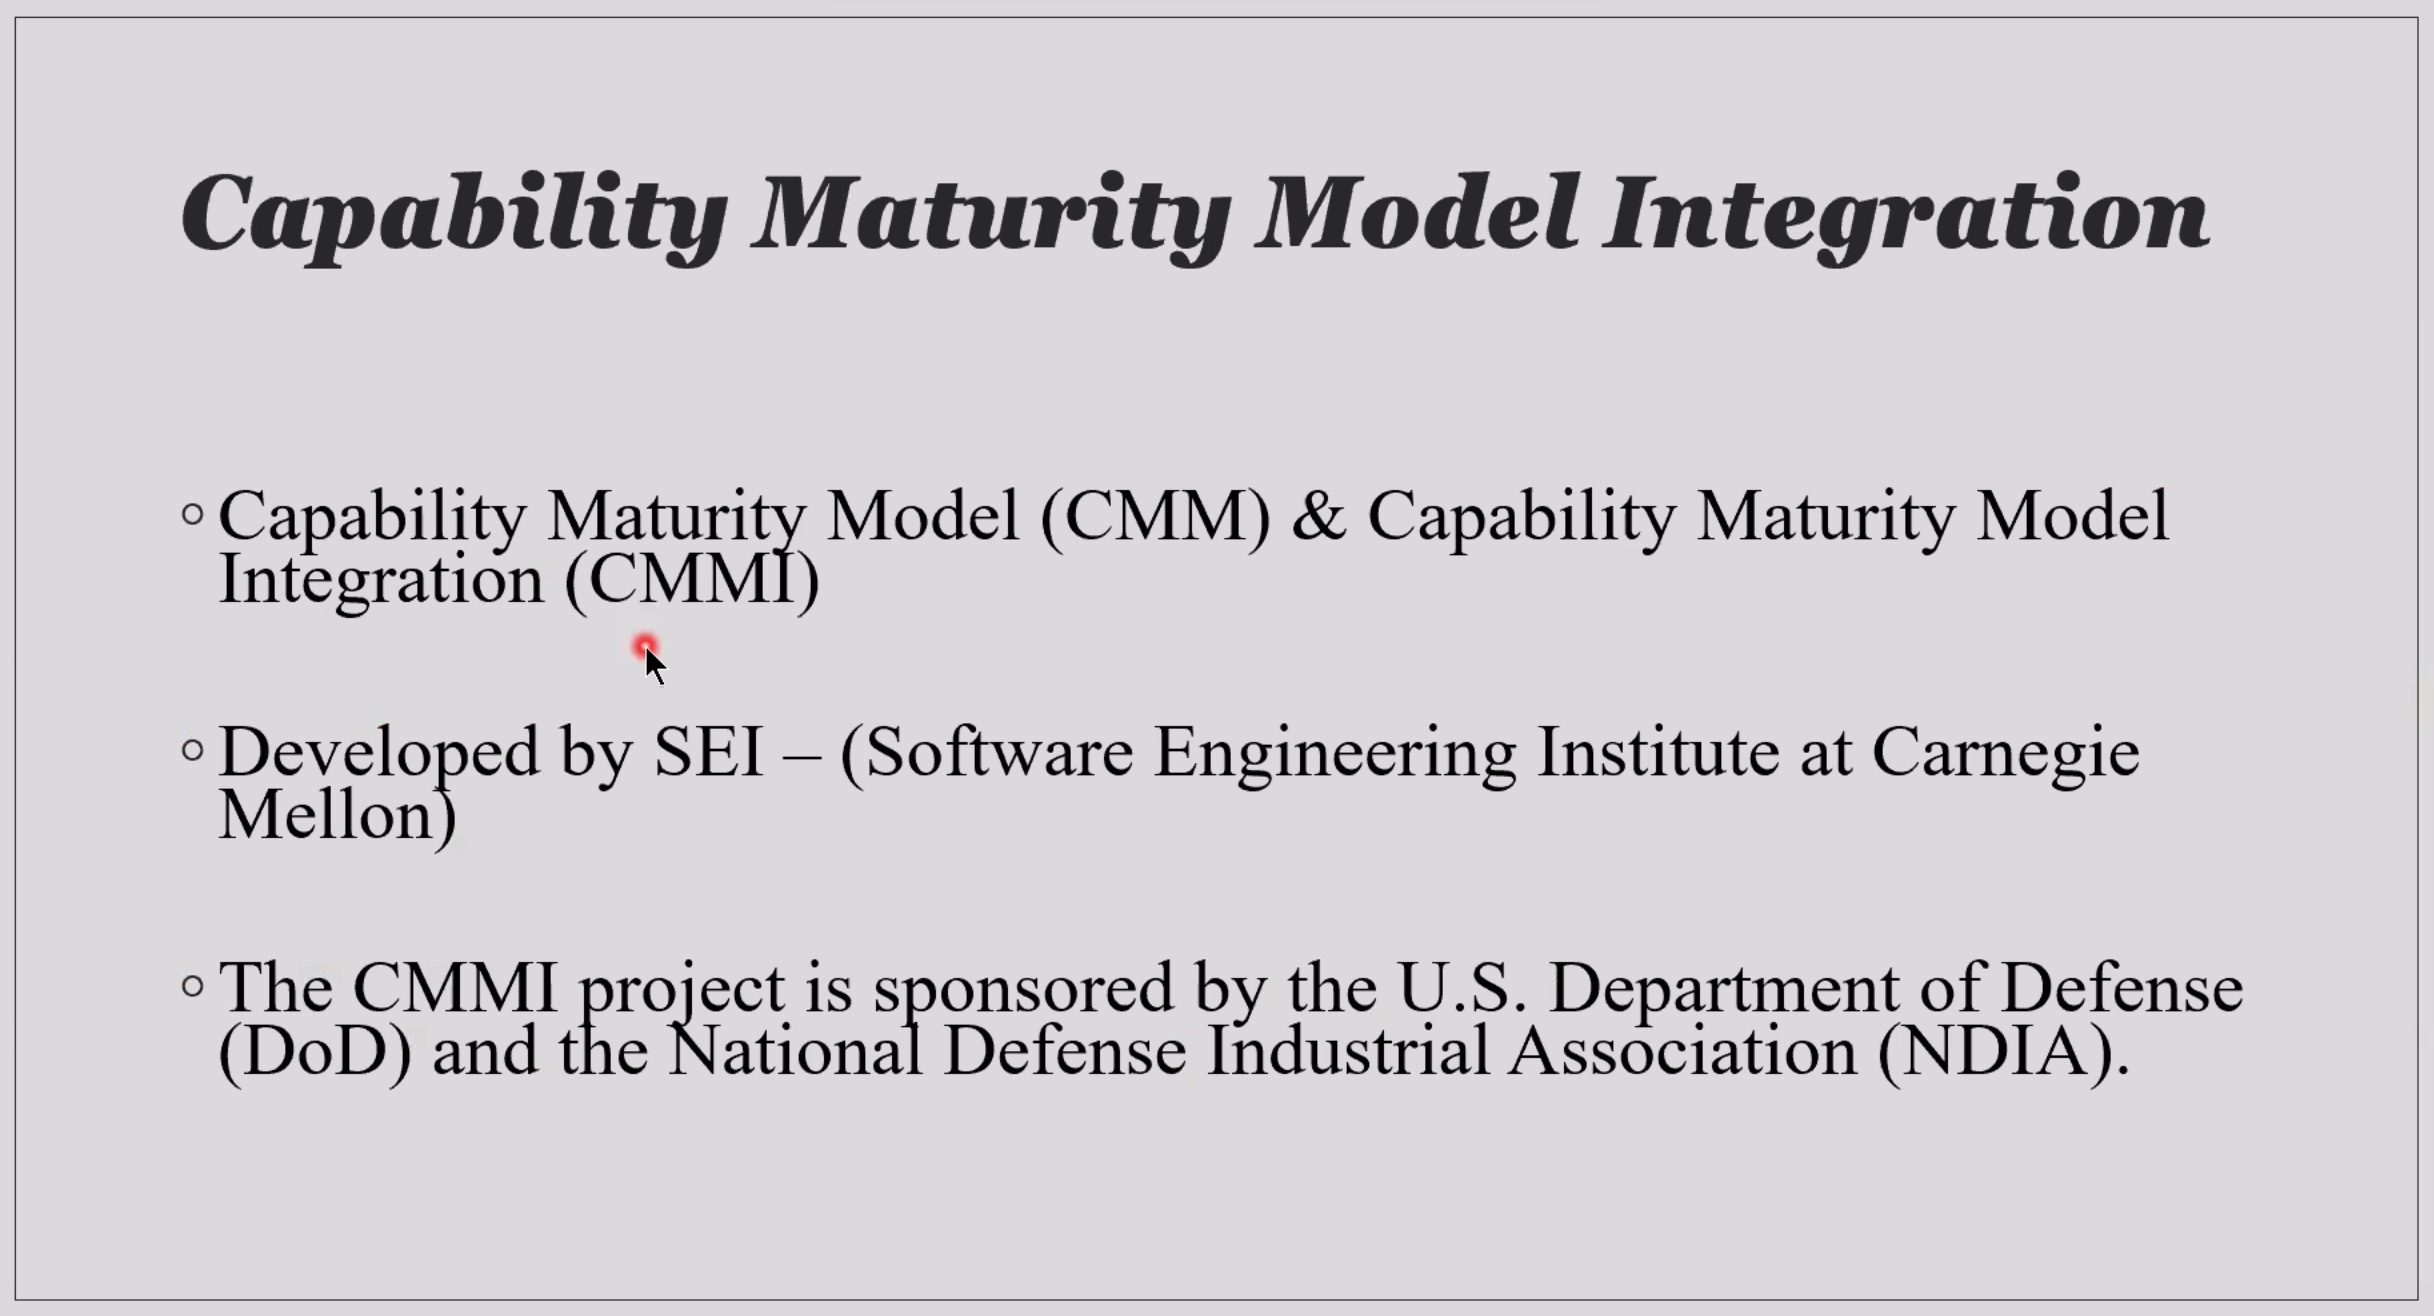 Capability Maturity Model Integration
Capability Maturity Model (CMM) & Capability Maturity Model
Integration (CMMI)
Developed by SEI – (Software Engineering Institute at Carnegie
Mellon)
The CMMI project is sponsored by the U.S. Department of Defense
(DoD) and the National Defense Industrial Association (NDIA).